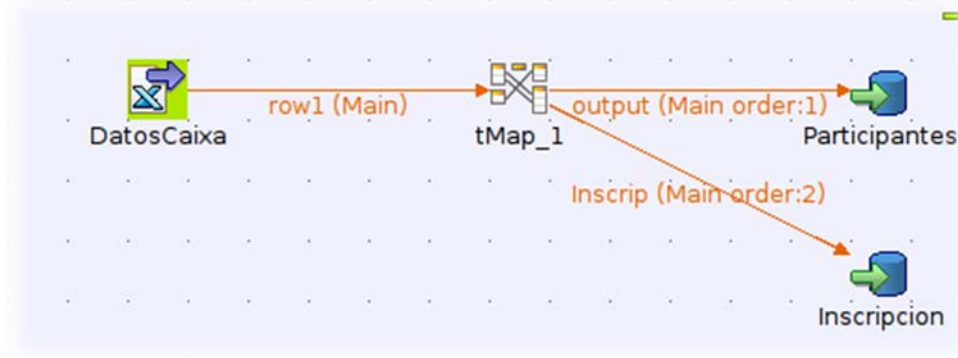 row1 (Main)
output (Main order:1)
DatosCaixa
tMap_1
Participantes
Inscrip (Main order:2)
Inscripcion